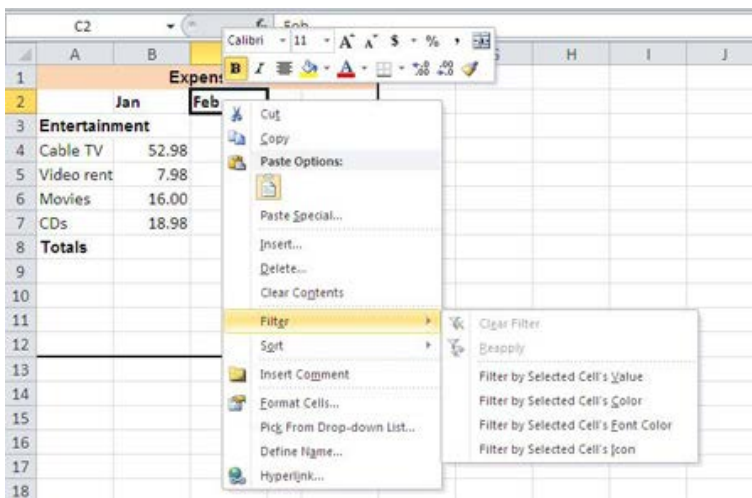 C2 Feb
Calibri 11 A A $ % ,
B I A .00 .0
A B H I J
1 Expens
2 Jan Feb
3 Entertainment
4 Cable TV 52.98
5 Video rent 7.98
6 Movies 16.00
7 CDs 18.98
8 Totals
9
10
11
12
13
14
15
16
17
18
Cut
Copy
Paste Options:
Paste Special...
Insert...
Delete...
Clear Contents
Filter
Sort
Insert Comment
Format Cells...
Pick From Drop-down List...
Define Name...
Hyperlink...
Clear Filter
Reapply
Filter by Selected Cell's Value
Filter by Selected Cell's Color
Filter by Selected Cell's Font Color
Filter by Selected Cell's Icon